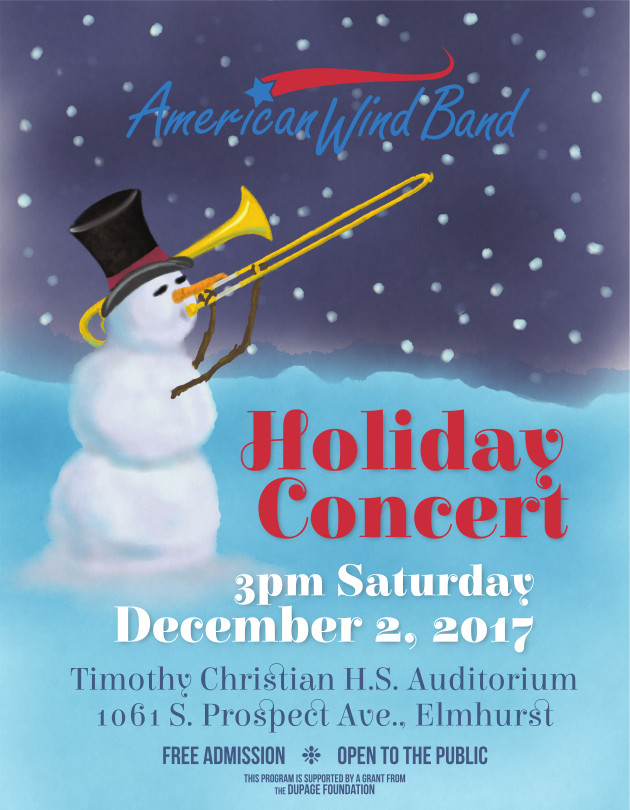 American Wind Band
Holiday
Concert
3pm Saturday
December 2, 2017
Timothy Christian H.S. Auditorium
1061 S. Prospect Ave., Elmhurst
FREE ADMISSION ❉ OPEN TO THE PUBLIC
THIS PROGRAM IS SUPPORTED BY A GRANT FROM
THE DUPAGE FOUNDATION